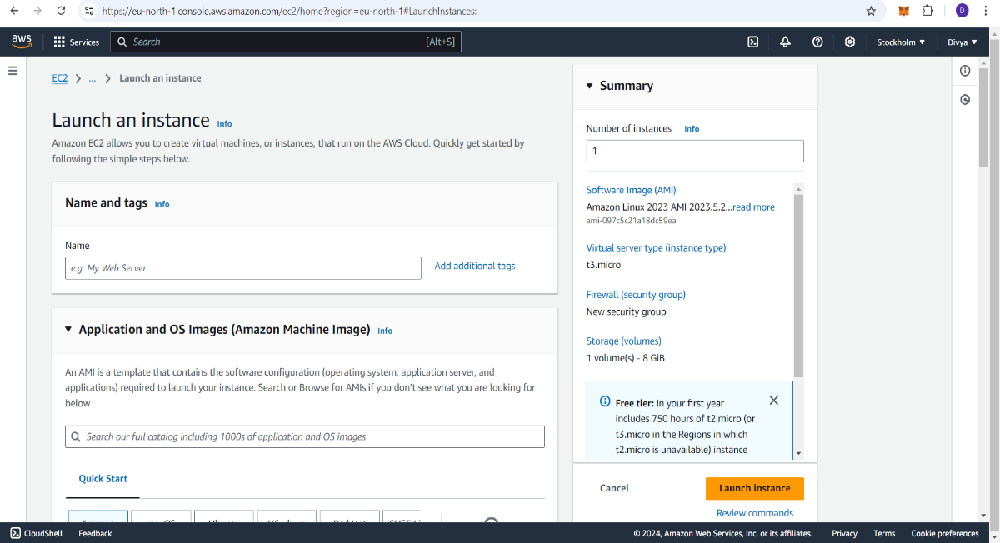 https://eu-north-1.console.aws.amazon.com/ec2/home?region=eu-north-1#LaunchInstances:
D
aws
Services
Search
[Alt+S]
Stockholm
Divya
EC2
...
Launch an instance
Launch an instance
Info
Amazon EC2 allows you to create virtual machines, or instances, that run on the AWS Cloud. Quickly get started by
following the simple steps below.
Name and tags
Info
Name
e.g. My Web Server
Add additional tags
Application and OS Images (Amazon Machine Image)
Info
An AMI is a template that contains the software configuration (operating system, application server, and
applications) required to launch your instance. Search or Browse for AMIs if you don't see what you are looking for
below
Search our full catalog including 1000s of application and OS images
Quick Start
Summary
Number of instances
Info
1
Software Image (AMI)
Amazon Linux 2023 AMI 2023.5.2...read more
ami-097c5c21a18dc59ea
Virtual server type (instance type)
t3.micro
Firewall (security group)
New security group
Storage (volumes)
1 volume(s) - 8 GiB
Free tier: In your first year
includes 750 hours of t2.micro (or
t3.micro in the Regions in which
t2.micro is unavailable) instance
Cancel
Launch instance
Review commands
CloudShell
Feedback
© 2024, Amazon Web Services, Inc. or its affiliates.
Privacy
Terms
Cookie preferences